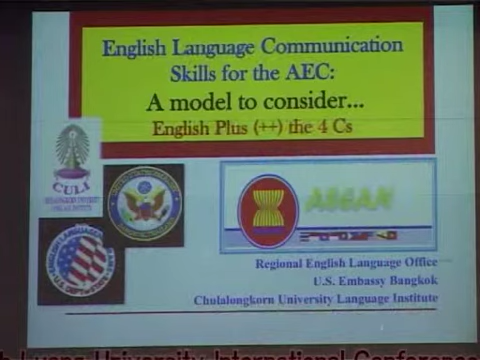 English Language Communication
Skills for the AEC:
A model to consider...
English Plus (++) the 4 Cs
CULI
ASEAN
Regional English Language Office
U.S. Embassy Bangkok
Chulalongkorn University Language Institute
University International Conference